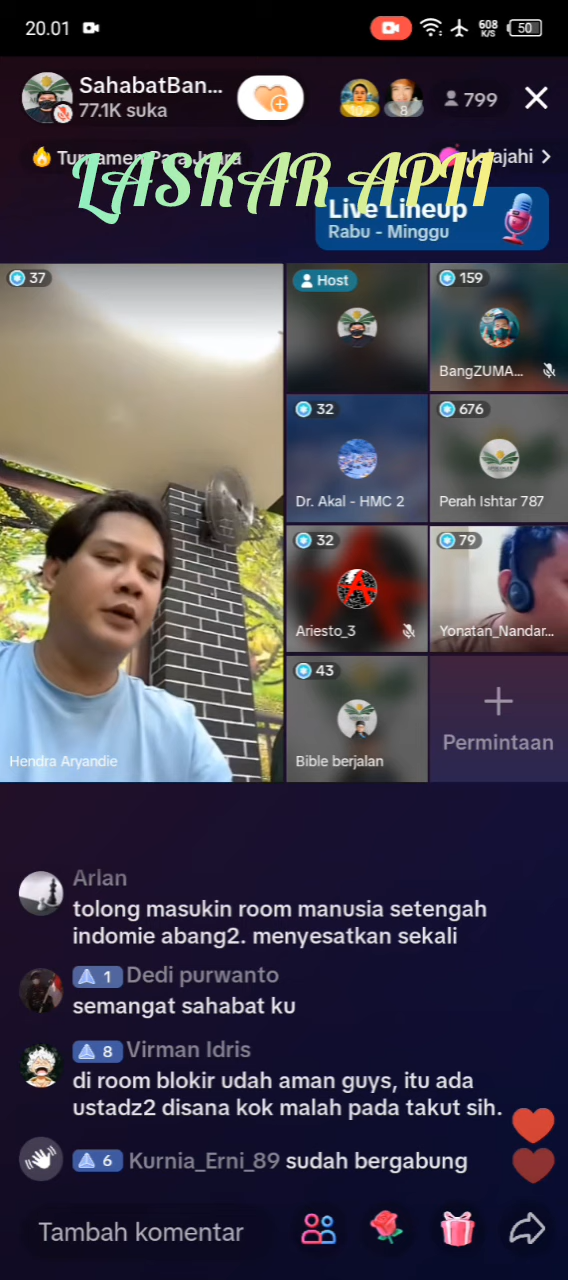 20.01
608
K/S
50
SahabatBan...
77.1K suka
10
8
799
Turnamen Para Juara
Jelajahi
LASKAR APII
Live Lineup
Rabu - Minggu
37
Host
159
BangZUMA...
32
Dr. Akal - HMC 2
676
Perah Ishtar 787
32
Ariesto_3
79
Yonatan_Nandar...
Hendra Aryandie
43
Bible berjalan
Permintaan
Arlan
tolong masukin room manusia setengah
indomie abang2. menyesatkan sekali
1 Dedi purwanto
semangat sahabat ku
8 Virman Idris
di room blokir udah aman guys, itu ada
ustadz2 disana kok malah pada takut sih.
6 Kurnia_Erni_89 sudah bergabung
Tambah komentar